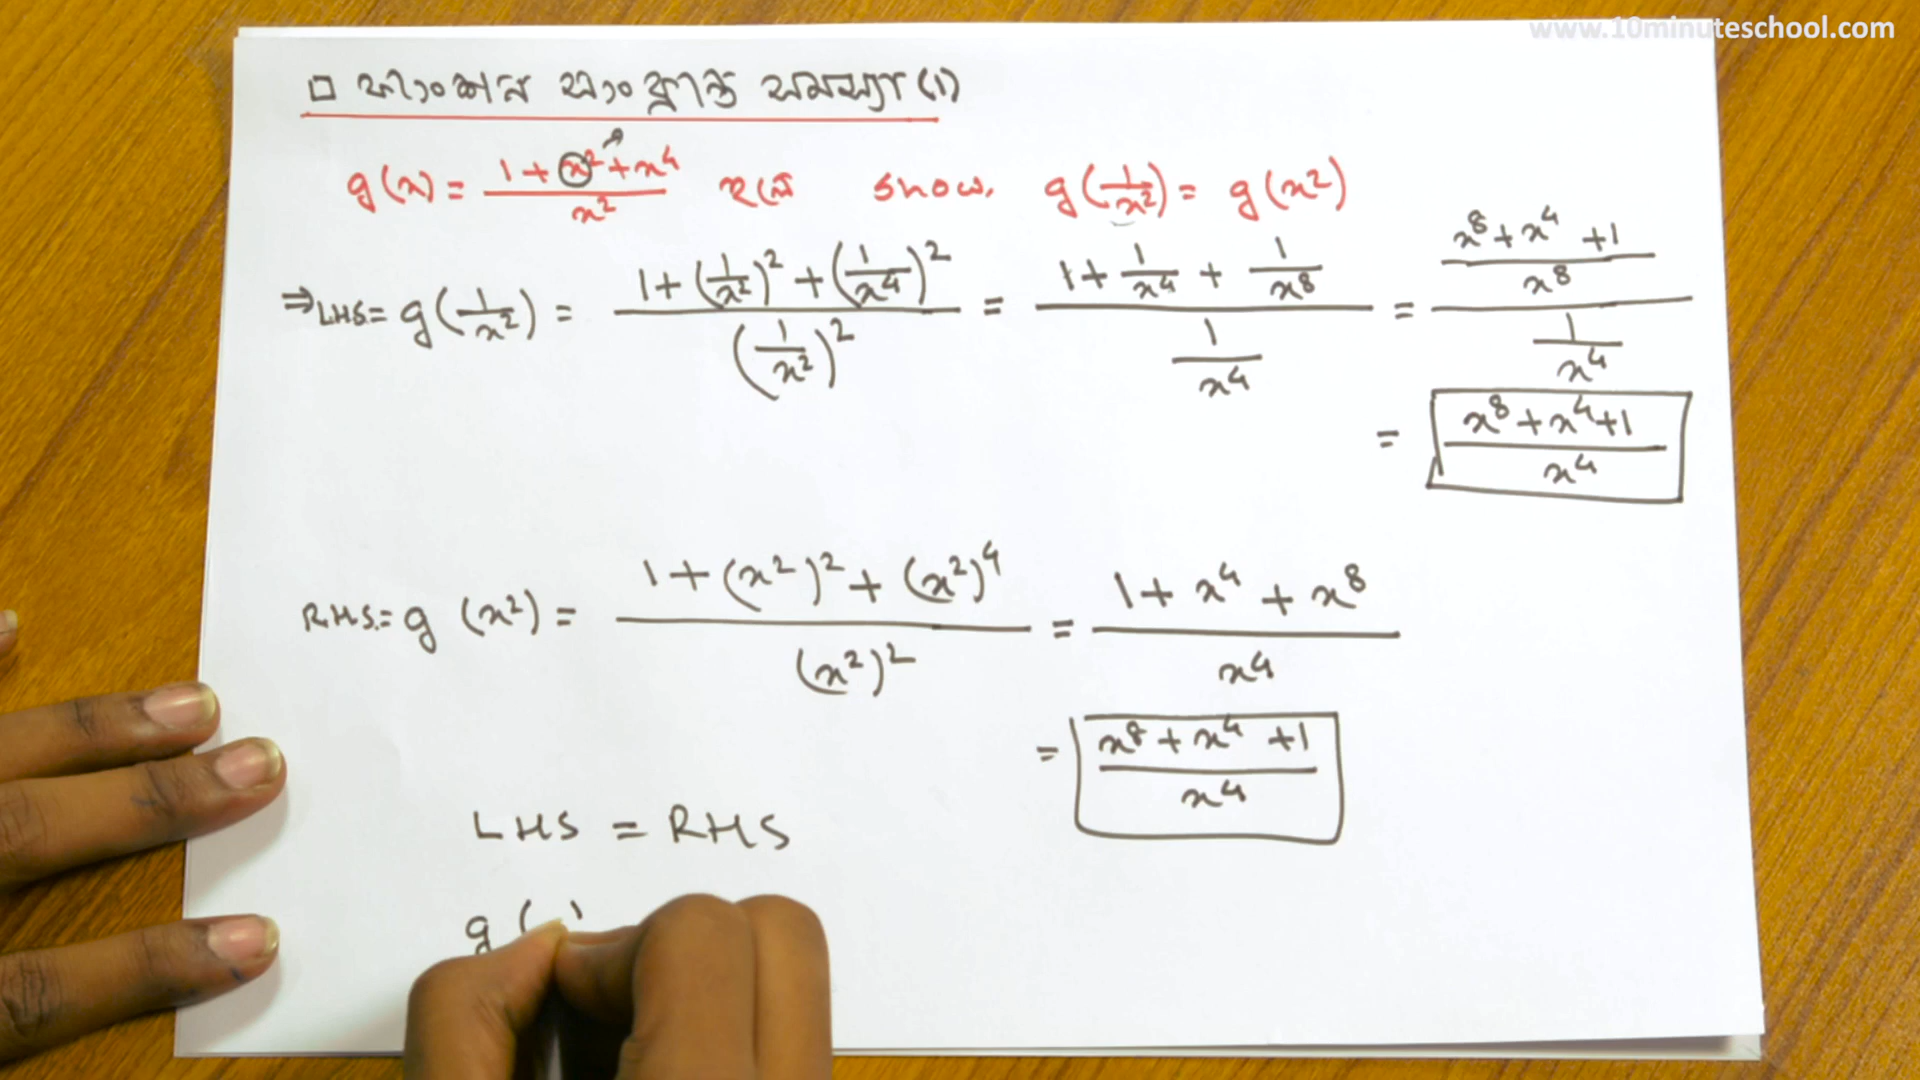 www.10minuteschool.com
□ ফাংশন সংক্রান্ত সমস্যা (1)
g(x) = (1 + x² + x⁴)/x² হলে show. g(1/x²) = g(x²)
⇒ LHS = g(1/x²) = (1 + (1/x²)² + (1/x⁴)²)/(1/x²)² = (1 + 1/x⁴ + 1/x⁸)/(1/x⁴) = ((x⁸ + x⁴ + 1)/x⁸)/(1/x⁴)
= (x⁸ + x⁴ + 1)/x⁴
RHS. = g(x²) = (1 + (x²)² + (x²)⁴)/(x²)² = (1 + x⁴ + x⁸)/x⁴
= (x⁸ + x⁴ + 1)/x⁴
LHS = RHS
g (